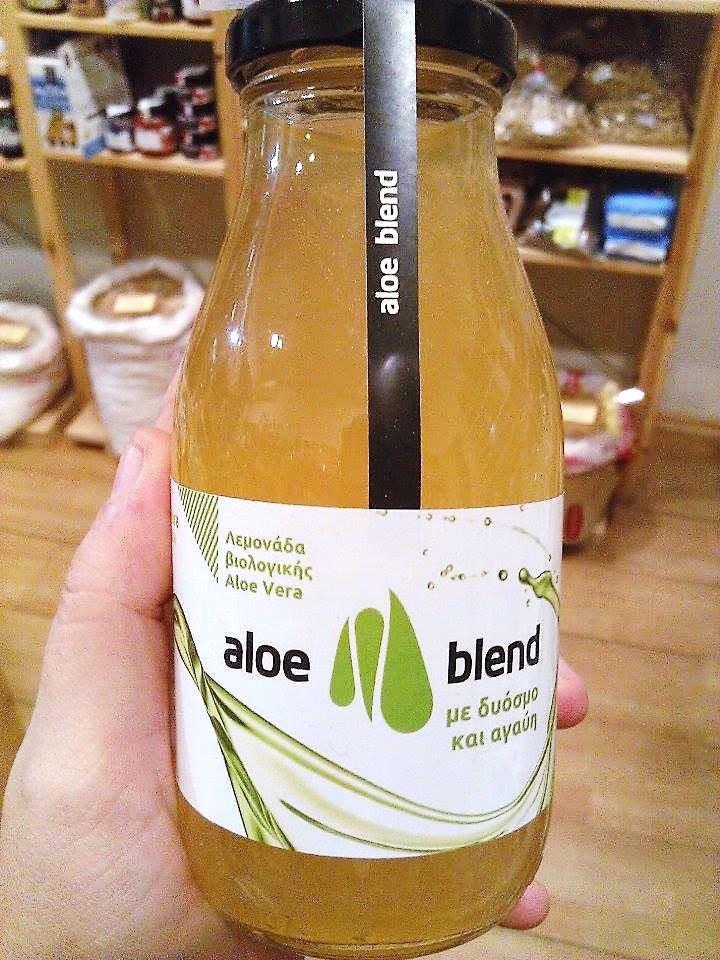 aloe blend
Λεμονάδα
βιολογικής
Aloe Vera
aloe blend
με δυόσμο
και αγαύη